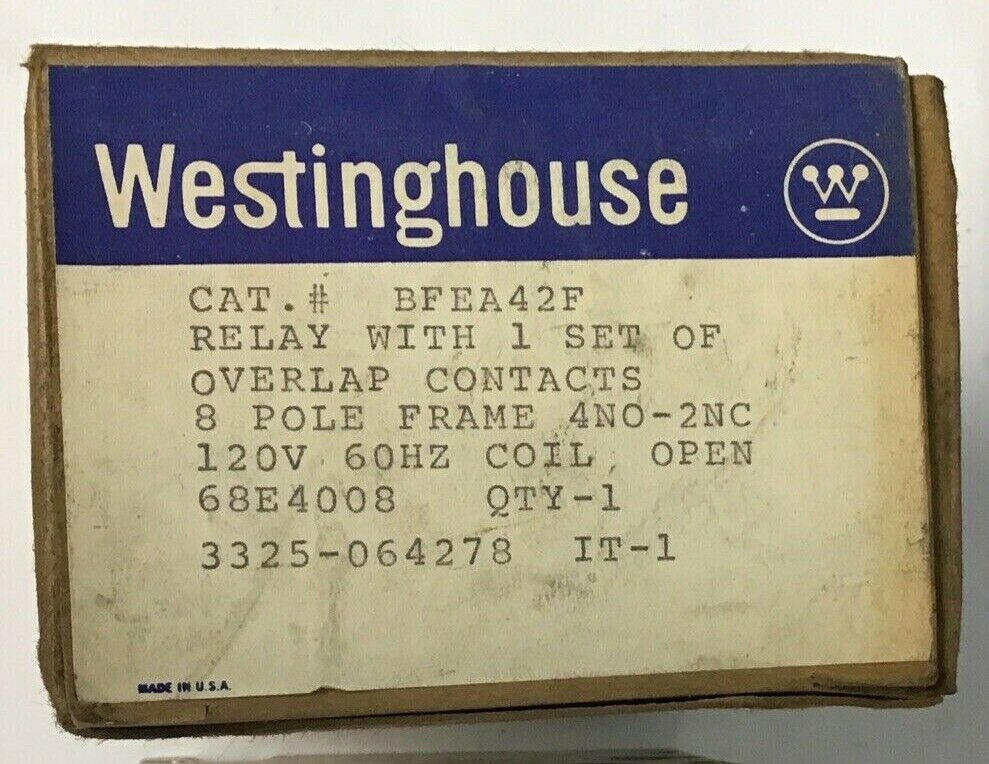 Westinghouse
CAT.# BFEA42F
RELAY WITH 1 SET OF
OVERLAP CONTACTS
8 POLE FRAME 4NO-2NC
120V 60HZ COIL, OPEN
68E4008 QTY-1
3325-064278 IT-1
MADE IN U.S.A.